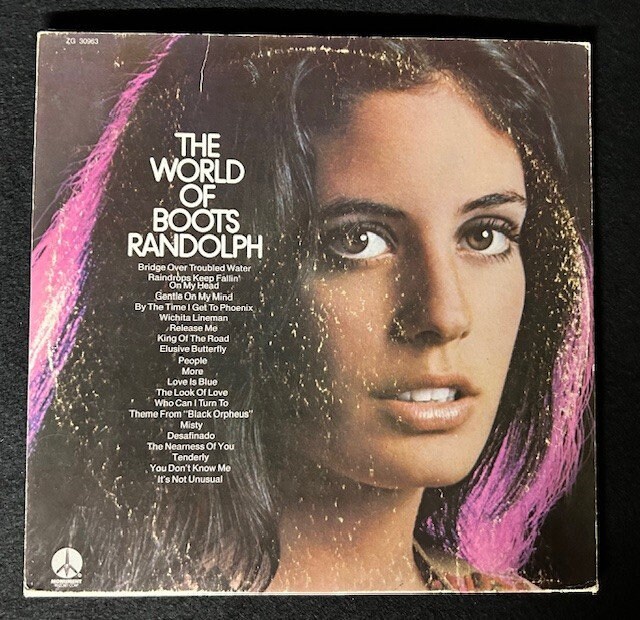 ZG 30963
THE
WORLD
OF
BOOTS
RANDOLPH
Bridge Over Troubled Water
Raindrops Keep Fallin'
On My Head
Gentle On My Mind
By The Time I Get To Phoenix
Wichita Lineman
Release Me
King Of The Road
Elusive Butterfly
People
More
Love Is Blue
The Look Of Love
Who Can I Turn To
Theme From "Black Orpheus"
Misty
Desafinado
The Nearness Of You
Tenderly
You Don't Know Me
It's Not Unusual